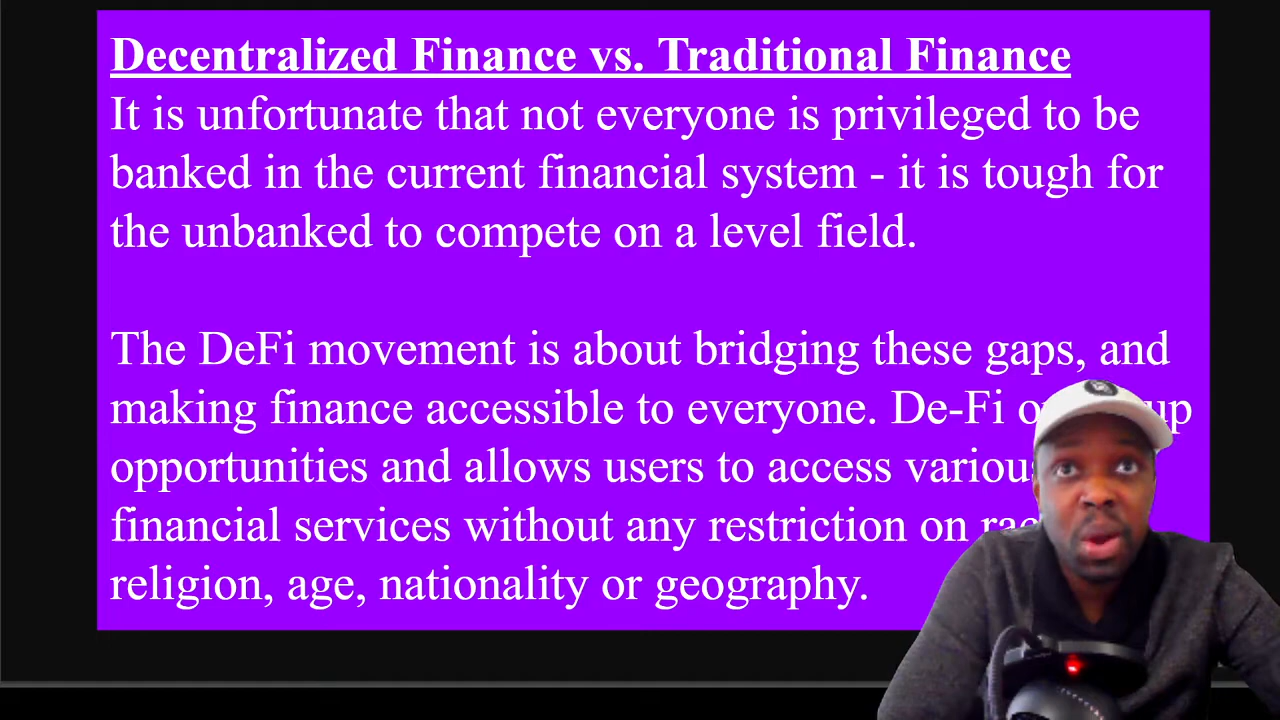 Decentralized Finance vs. Traditional Finance
It is unfortunate that not everyone is privileged to be
banked in the current financial system - it is tough for
the unbanked to compete on a level field.
The DeFi movement is about bridging these gaps, and
making finance accessible to everyone. De-Fi up
opportunities and allows users to access various
financial services without any restriction on
religion, age, nationality or geography.